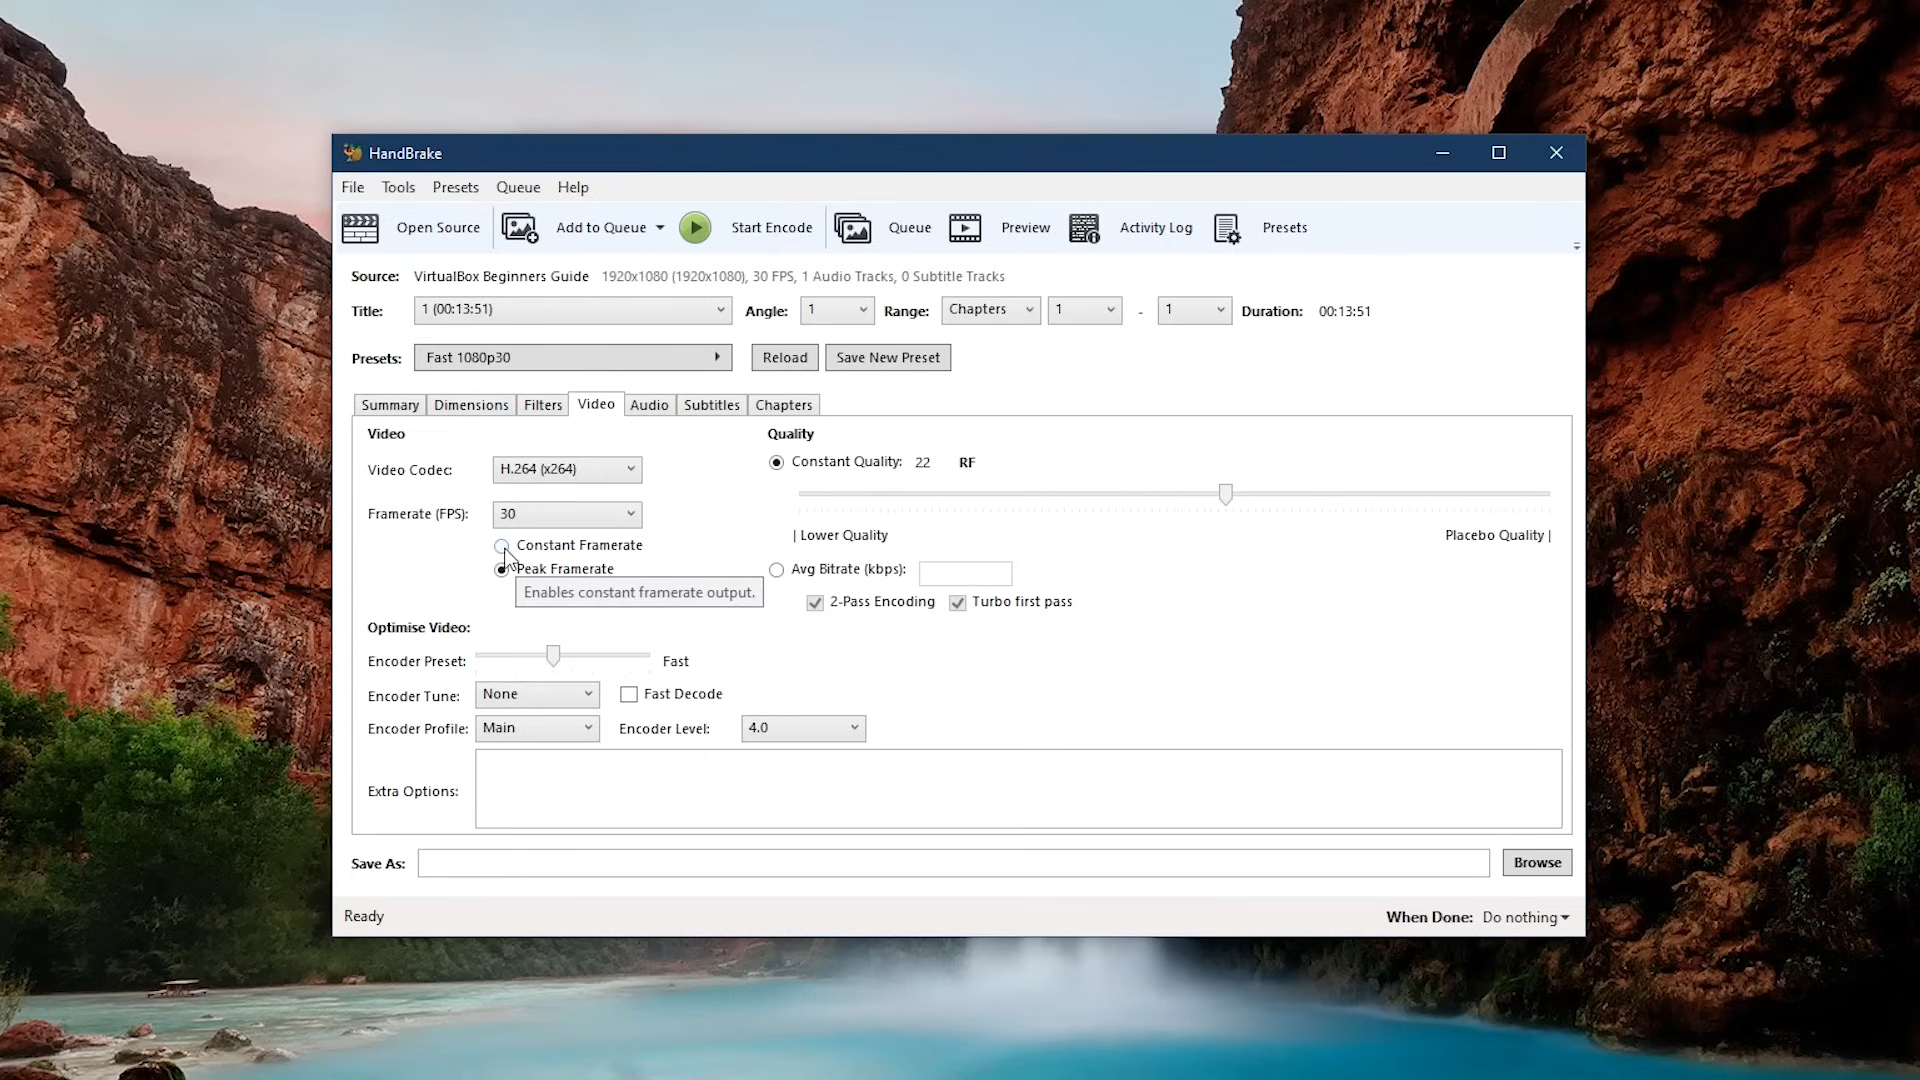 HandBrake
File Tools Presets Queue Help
Open Source Add to Queue Start Encode Queue Preview Activity Log Presets
Source: VirtualBox Beginners Guide 1920x1080 (1920x1080), 30 FPS, 1 Audio Tracks, 0 Subtitle Tracks
Title: 1 (00:13:51) Angle: 1 Range: Chapters 1 - 1 Duration: 00:13:51
Presets: Fast 1080p30 Reload Save New Preset
Summary Dimensions Filters Video Audio Subtitles Chapters
Video Quality
Video Codec: H.264 (x264) Constant Quality: 22 RF
Framerate (FPS): 30
| Lower Quality Placebo Quality |
Constant Framerate
Peak Framerate Avg Bitrate (kbps):
Enables constant framerate output. 2-Pass Encoding Turbo first pass
Optimise Video:
Encoder Preset: Fast
Encoder Tune: None Fast Decode
Encoder Profile: Main Encoder Level: 4.0
Extra Options:
Save As: Browse
Ready When Done: Do nothing